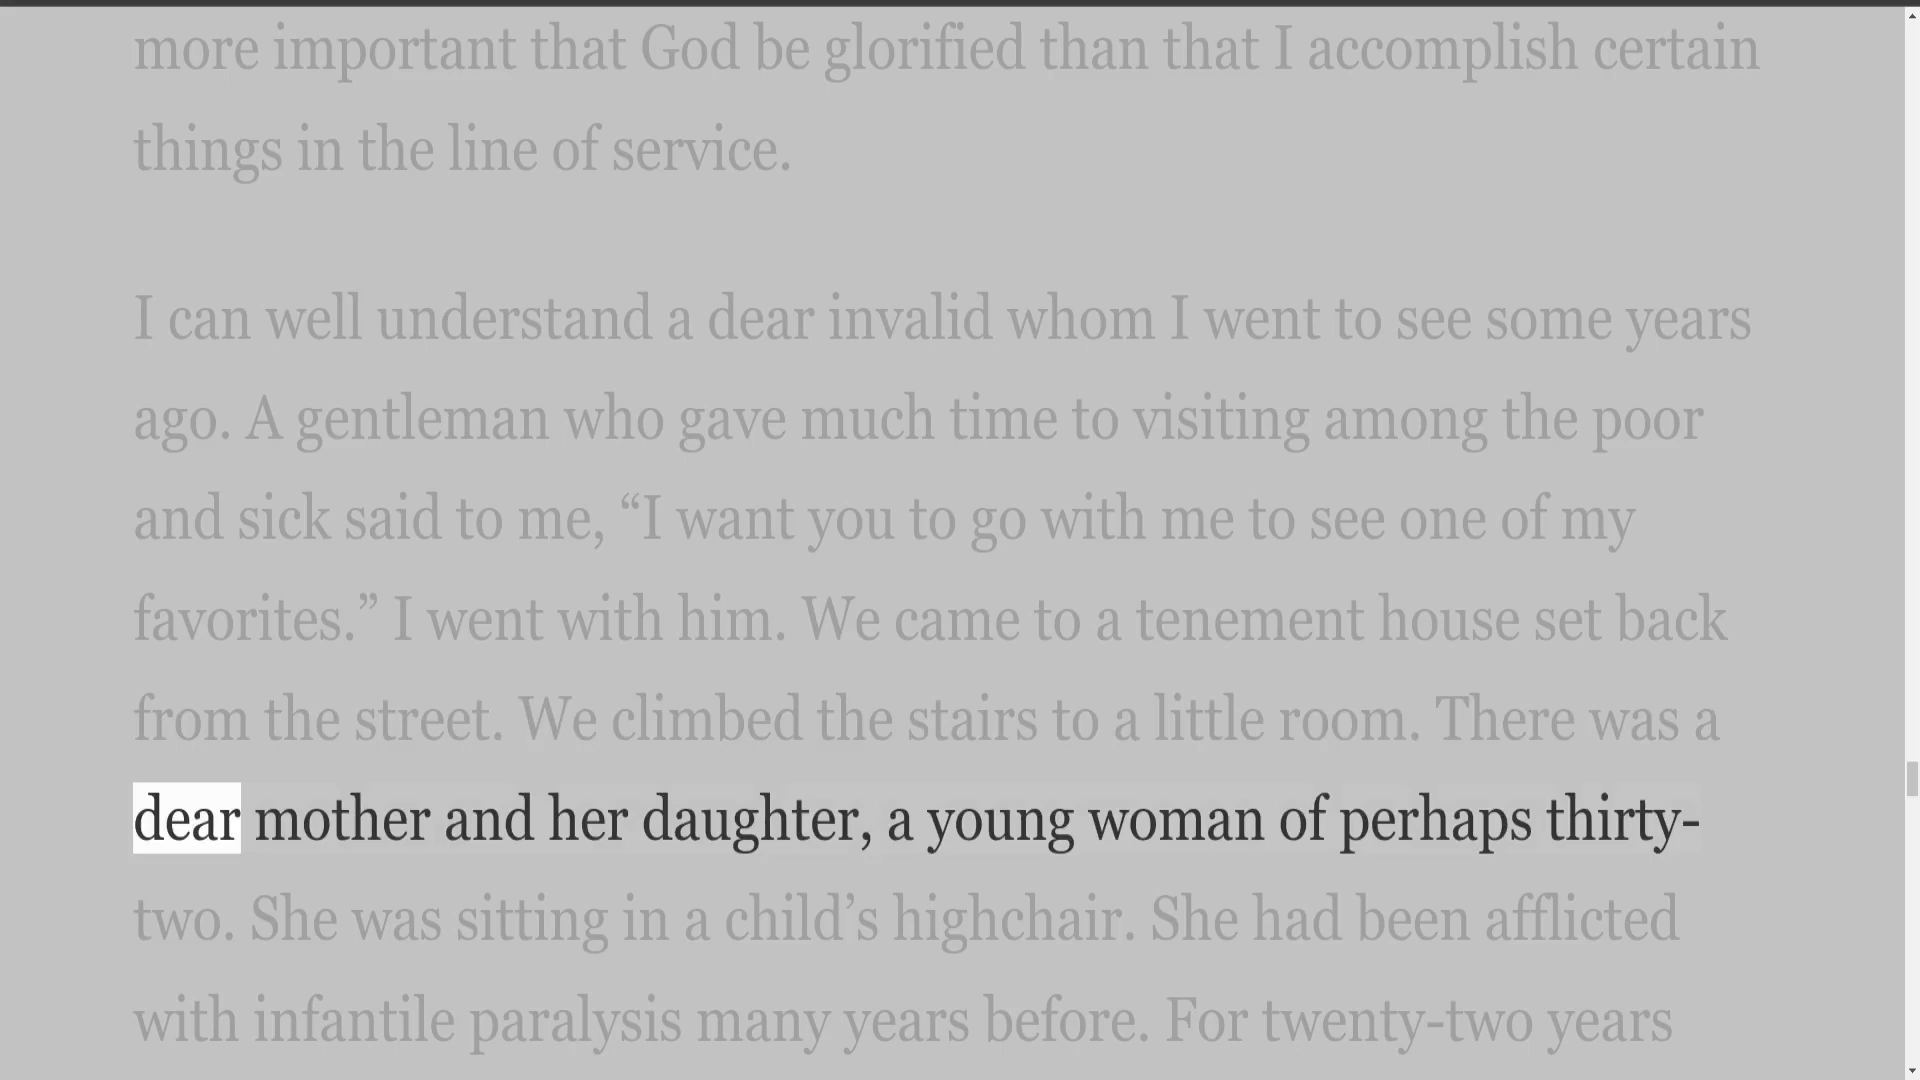 more important that God be glorified than that I accomplish certain
things in the line of service.
I can well understand a dear invalid whom I went to see some years
ago. A gentleman who gave much time to visiting among the poor
and sick said to me, “I want you to go with me to see one of my
favorites.” I went with him. We came to a tenement house set back
from the street. We climbed the stairs to a little room. There was a
dear mother and her daughter, a young woman of perhaps thirty-
two. She was sitting in a child’s highchair. She had been afflicted
with infantile paralysis many years before. For twenty-two years